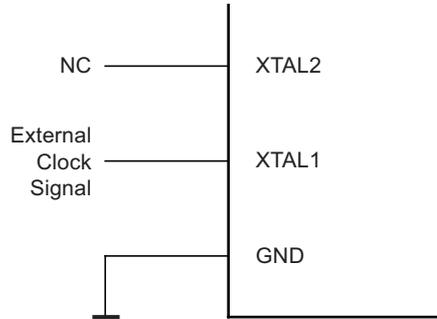 NC
XTAL2
External
Clock
Signal
XTAL1
GND